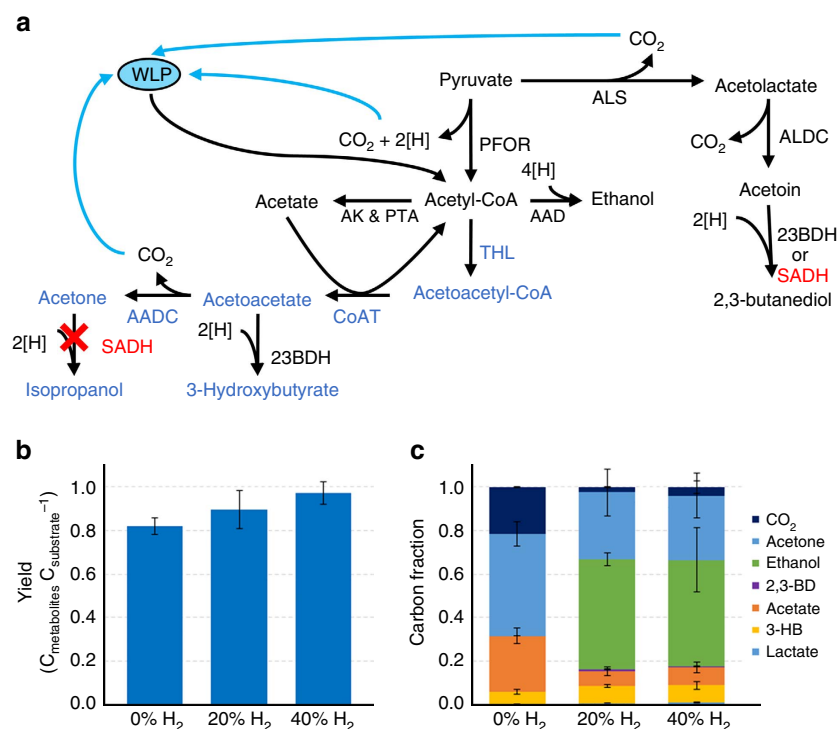 a
CO₂
WLP
Pyruvate
ALS
Acetolactate
CO₂ + 2[H]
PFOR
CO₂
ALDC
4[H]
Acetate
AK & PTA
Acetyl-CoA
AAD
Ethanol
Acetoin
2[H]
23BDH
or
SADH
2,3-butanediol
THL
CO₂
Acetone
AADC
Acetoacetate
CoAT
Acetoacetyl-CoA
2[H]
SADH
2[H]
23BDH
Isopropanol
3-Hydroxybutyrate
b
Yield
(Cmetabolites Csubstrate⁻¹)
1.0
0.8
0.6
0.4
0.2
0.0
0% H₂
20% H₂
40% H₂
c
Carbon fraction
1.0
0.8
0.6
0.4
0.2
0.0
0% H₂
20% H₂
40% H₂
CO₂
Acetone
Ethanol
2,3-BD
Acetate
3-HB
Lactate